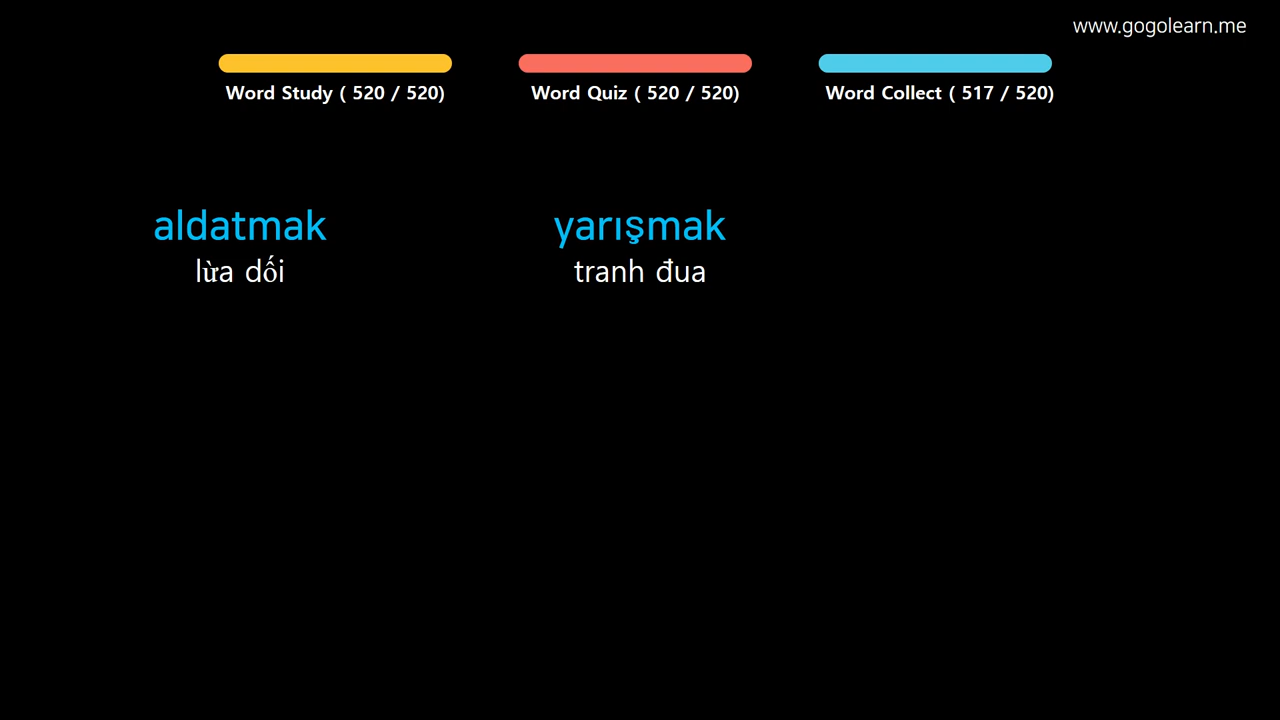 www.gogolearn.me
Word Study ( 520 / 520)
Word Quiz ( 520 / 520)
Word Collect ( 517 / 520)
aldatmak
lừa dối
yarışmak
tranh đua